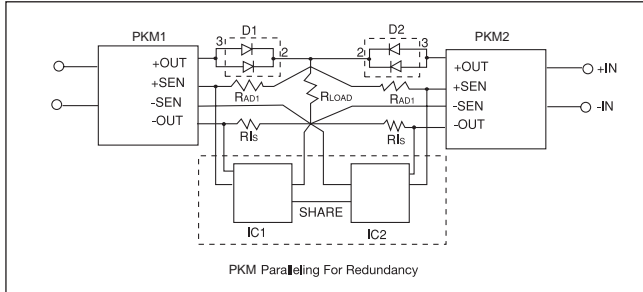 PKM1
D1
D2
PKM2
3
2
2
3
+OUT
+SEN
-SEN
-OUT
RAD1
RLOAD
RAD1
+OUT
+SEN
-SEN
-OUT
+IN
-IN
RIS
RIS
SHARE
IC1
IC2
PKM Paralleling For Redundancy